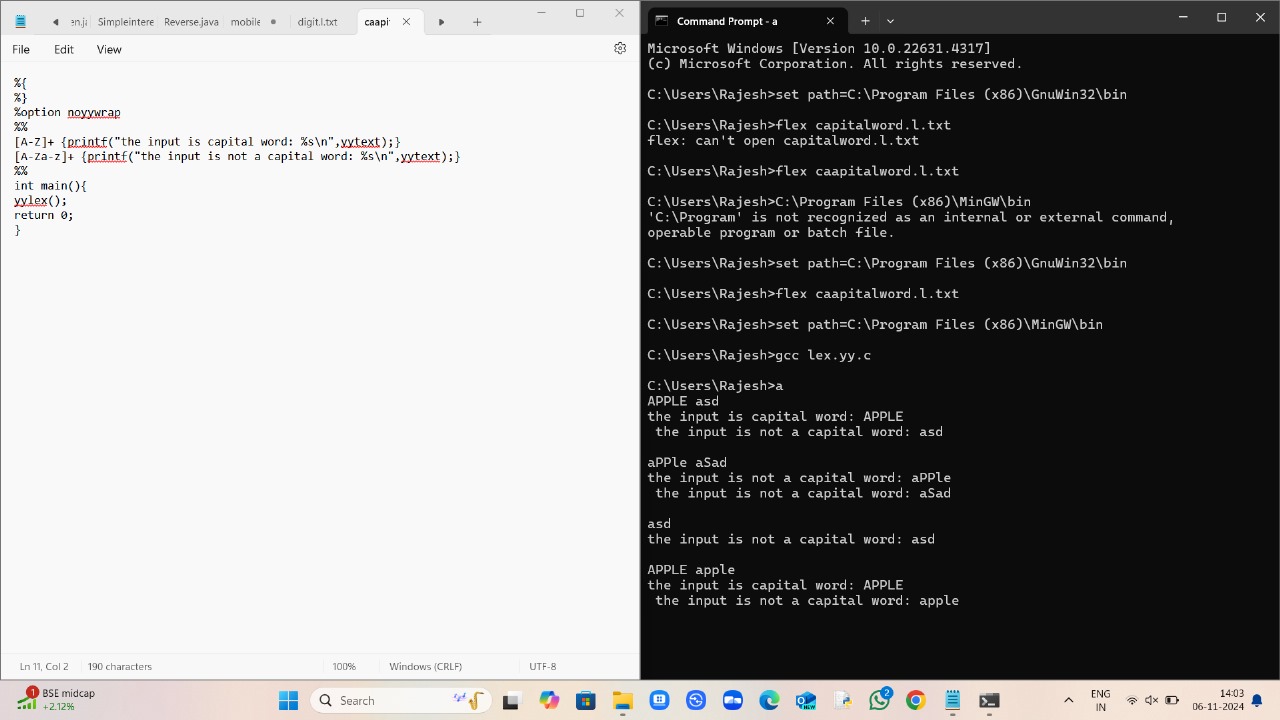 en.ja
Simpleintere
Reverse.java
mobile
digit.l.txt
caapi
File
Edit
View
%{
%}
%option noyywrap
%%
[A-Z]+ {printf("the input is capital word: %s\n",yytext);}
[A-Za-z]+ {printf("the input is not a capital word: %s\n",yytext);}
%%
int main(){
yylex();
return 0;
}
Ln 11, Col 2
190 characters
100%
Windows (CRLF)
UTF-8
Command Prompt - a
Microsoft Windows [Version 10.0.22631.4317]
(c) Microsoft Corporation. All rights reserved.
C:\Users\Rajesh>set path=C:\Program Files (x86)\GnuWin32\bin
C:\Users\Rajesh>flex capitalword.l.txt
flex: can't open capitalword.l.txt
C:\Users\Rajesh>flex caapitalword.l.txt
C:\Users\Rajesh>C:\Program Files (x86)\MinGW\bin
'C:\Program' is not recognized as an internal or external command,
operable program or batch file.
C:\Users\Rajesh>set path=C:\Program Files (x86)\GnuWin32\bin
C:\Users\Rajesh>flex caapitalword.l.txt
C:\Users\Rajesh>set path=C:\Program Files (x86)\MinGW\bin
C:\Users\Rajesh>gcc lex.yy.c
C:\Users\Rajesh>a
APPLE asd
the input is capital word: APPLE
 the input is not a capital word: asd
aPPle aSad
the input is not a capital word: aPPle
 the input is not a capital word: aSad
asd
the input is not a capital word: asd
APPLE apple
the input is capital word: APPLE
 the input is not a capital word: apple
1
BSE midcap
+2.12%
Search
NEW
2
ENG
IN
14:03
06-11-2024